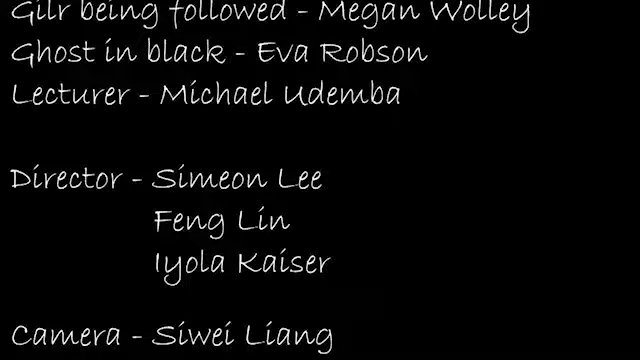 Gilr being followed - Megan Wolley
Ghost in black - Eva Robson
Lecturer - Michael Udemba
Director - Simeon Lee
Feng Lin
Iyola Kaiser
Camera - Siwei Liang